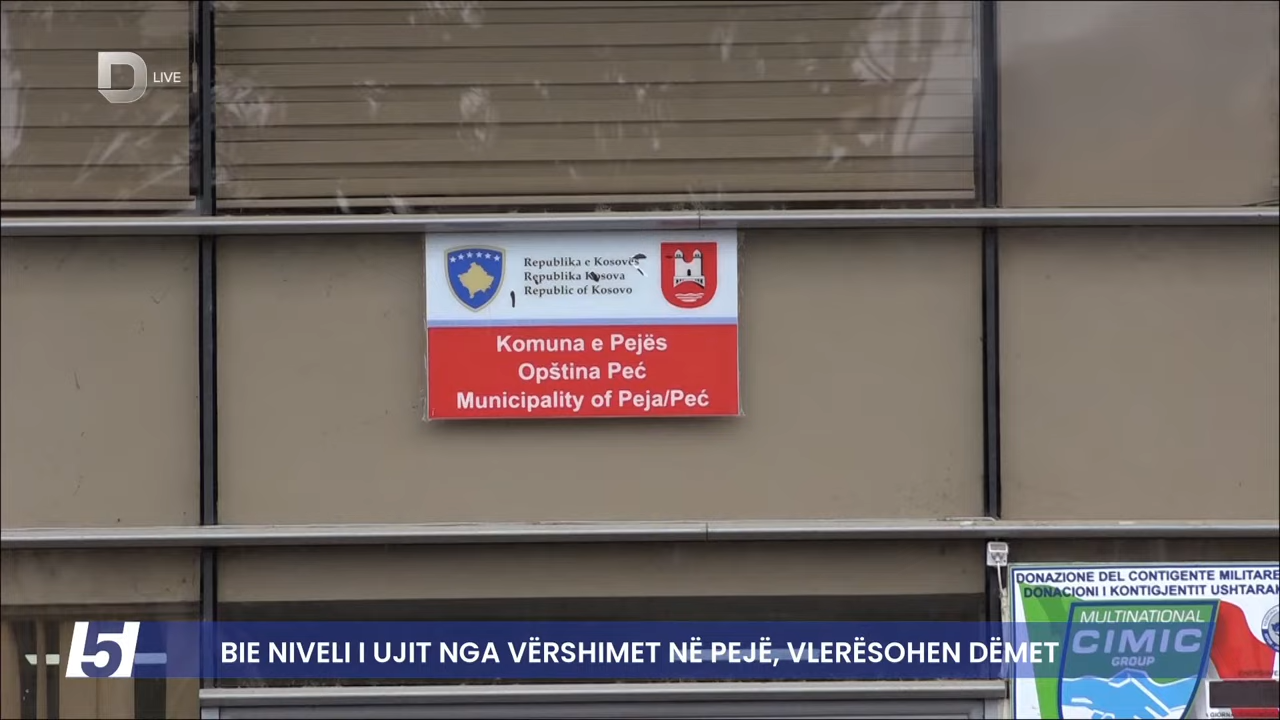 D LIVE
Republika e Kosovës
Republika Kosova
Republic of Kosovo
Komuna e Pejës
Opština Peć
Municipality of Peja/Peć
DONAZIONE DEL CONTIGENTE MILITARE
DONACIONI I KONTIGJENTIT USHTARAK
MULTINATIONAL
CIMIC
GROUP
5 BIE NIVELI I UJIT NGA VËRSHIMET NË PEJË, VLERËSOHEN DËMET